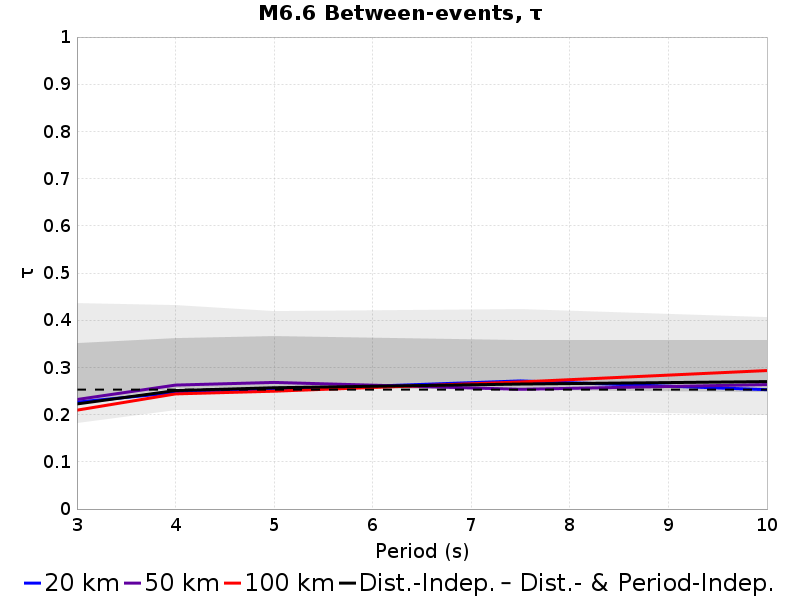 M6.6 Between-events, τ
1
0.9
0.8
0.7
0.6
0.5
0.4
0.3
0.2
0.1
0
τ
3 4 5 6 7 8 9 10
Period (s)
20 km 50 km 100 km Dist.-Indep. Dist.- & Period-Indep.